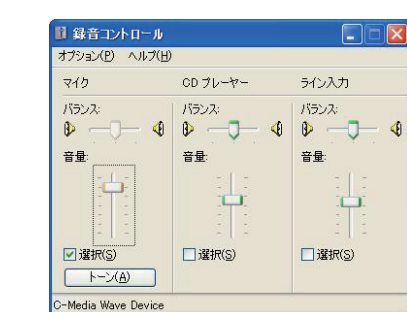 録音コントロール
オプション(P) ヘルプ(H)
マイク CD プレーヤー ライン入力
バランス: バランス: バランス:
音量: 音量: 音量:
選択(S) 選択(S) 選択(S)
トーン(A)
C-Media Wave Device